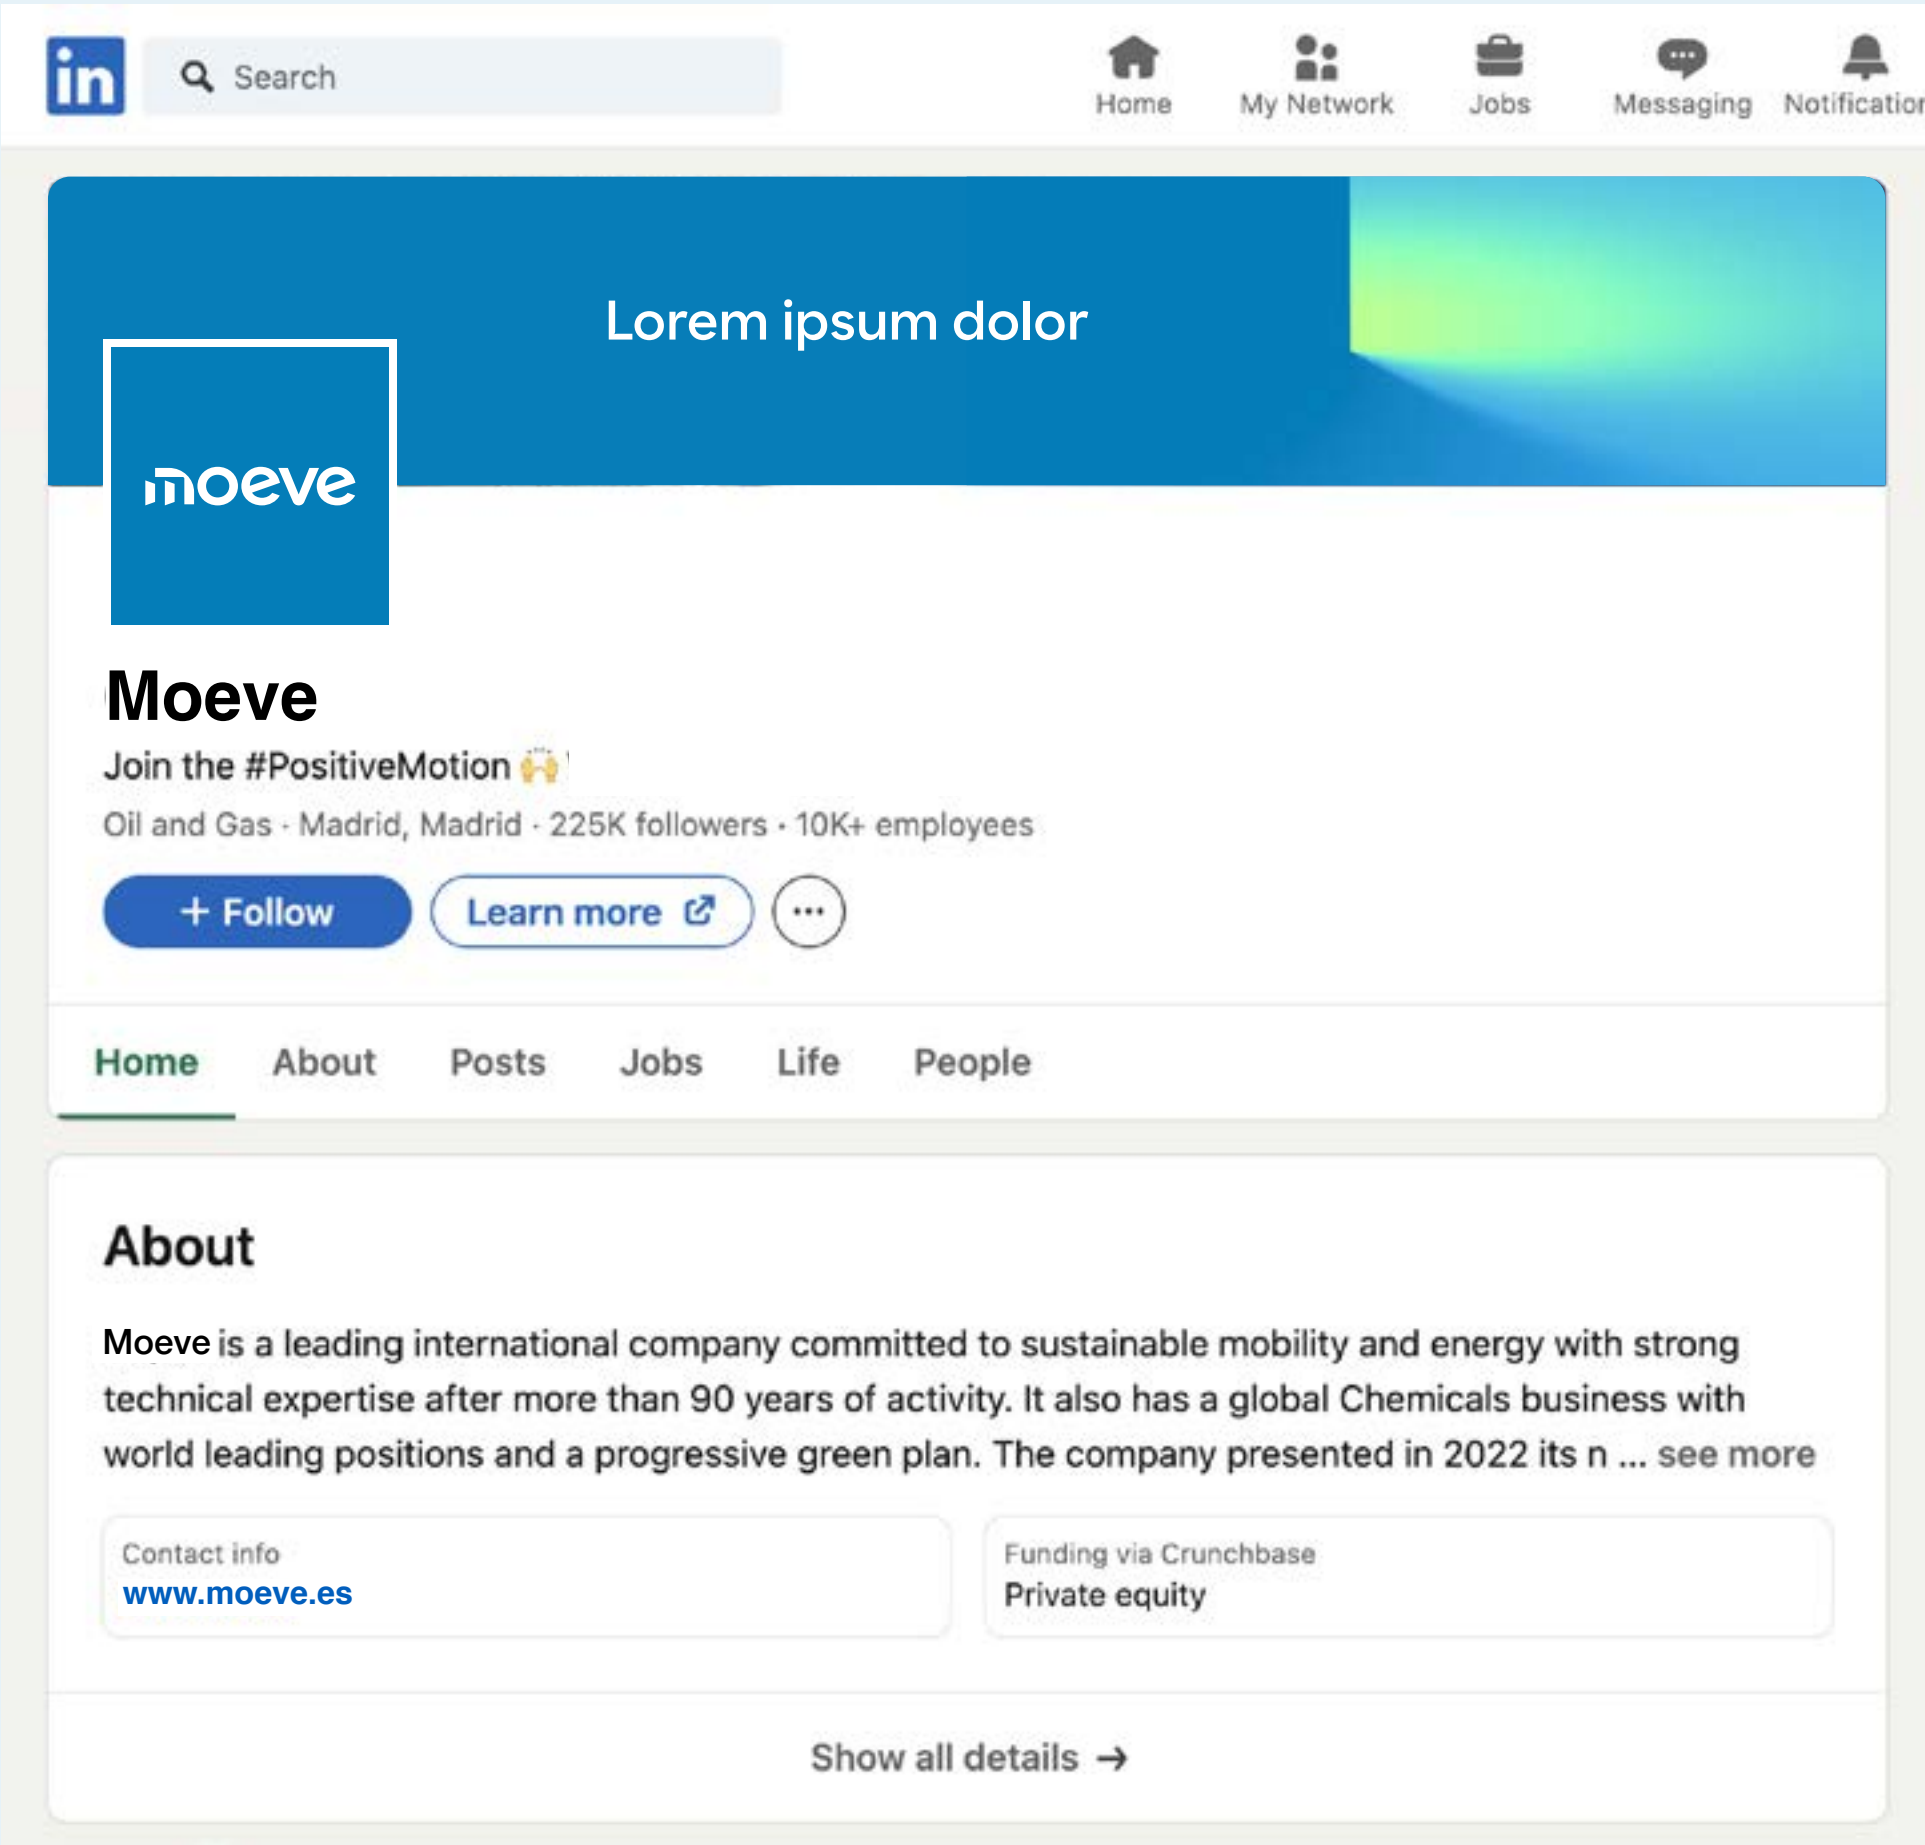 in Search Home My Network Jobs Messaging Notification
Lorem ipsum dolor
moeve
Moeve
Join the #PositiveMotion 🙌
Oil and Gas · Madrid, Madrid · 225K followers · 10K+ employees
+ Follow Learn more ···
Home About Posts Jobs Life People
About
Moeve is a leading international company committed to sustainable mobility and energy with strong
technical expertise after more than 90 years of activity. It also has a global Chemicals business with
world leading positions and a progressive green plan. The company presented in 2022 its n ... see more
Contact info
www.moeve.es
Funding via Crunchbase
Private equity
Show all details →